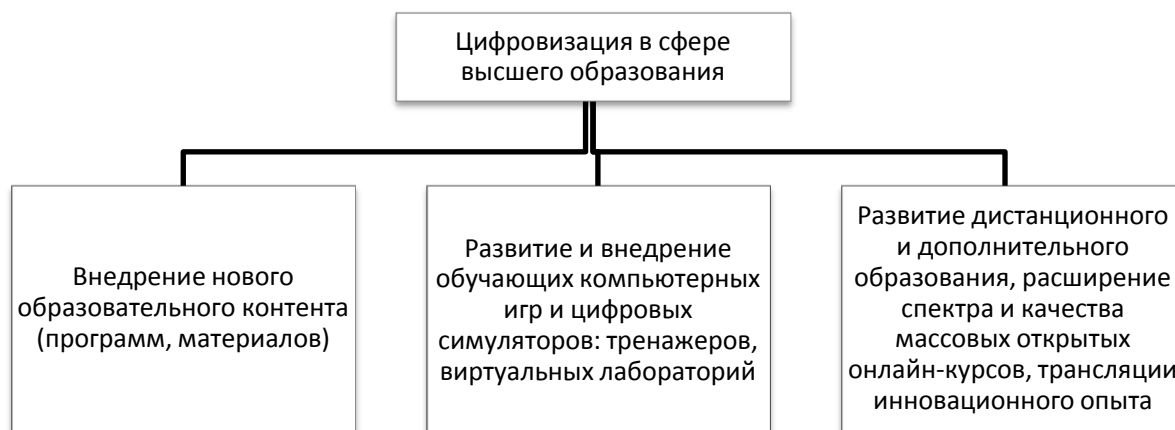 Цифровизация в сфере
высшего образования
Внедрение нового
образовательного контента
(программ, материалов)
Развитие и внедрение
обучающих компьютерных
игр и цифровых
симуляторов: тренажеров,
виртуальных лабораторий
Развитие дистанционного
и дополнительного
образования, расширение
спектра и качества
массовых открытых
онлайн-курсов, трансляции
инновационного опыта